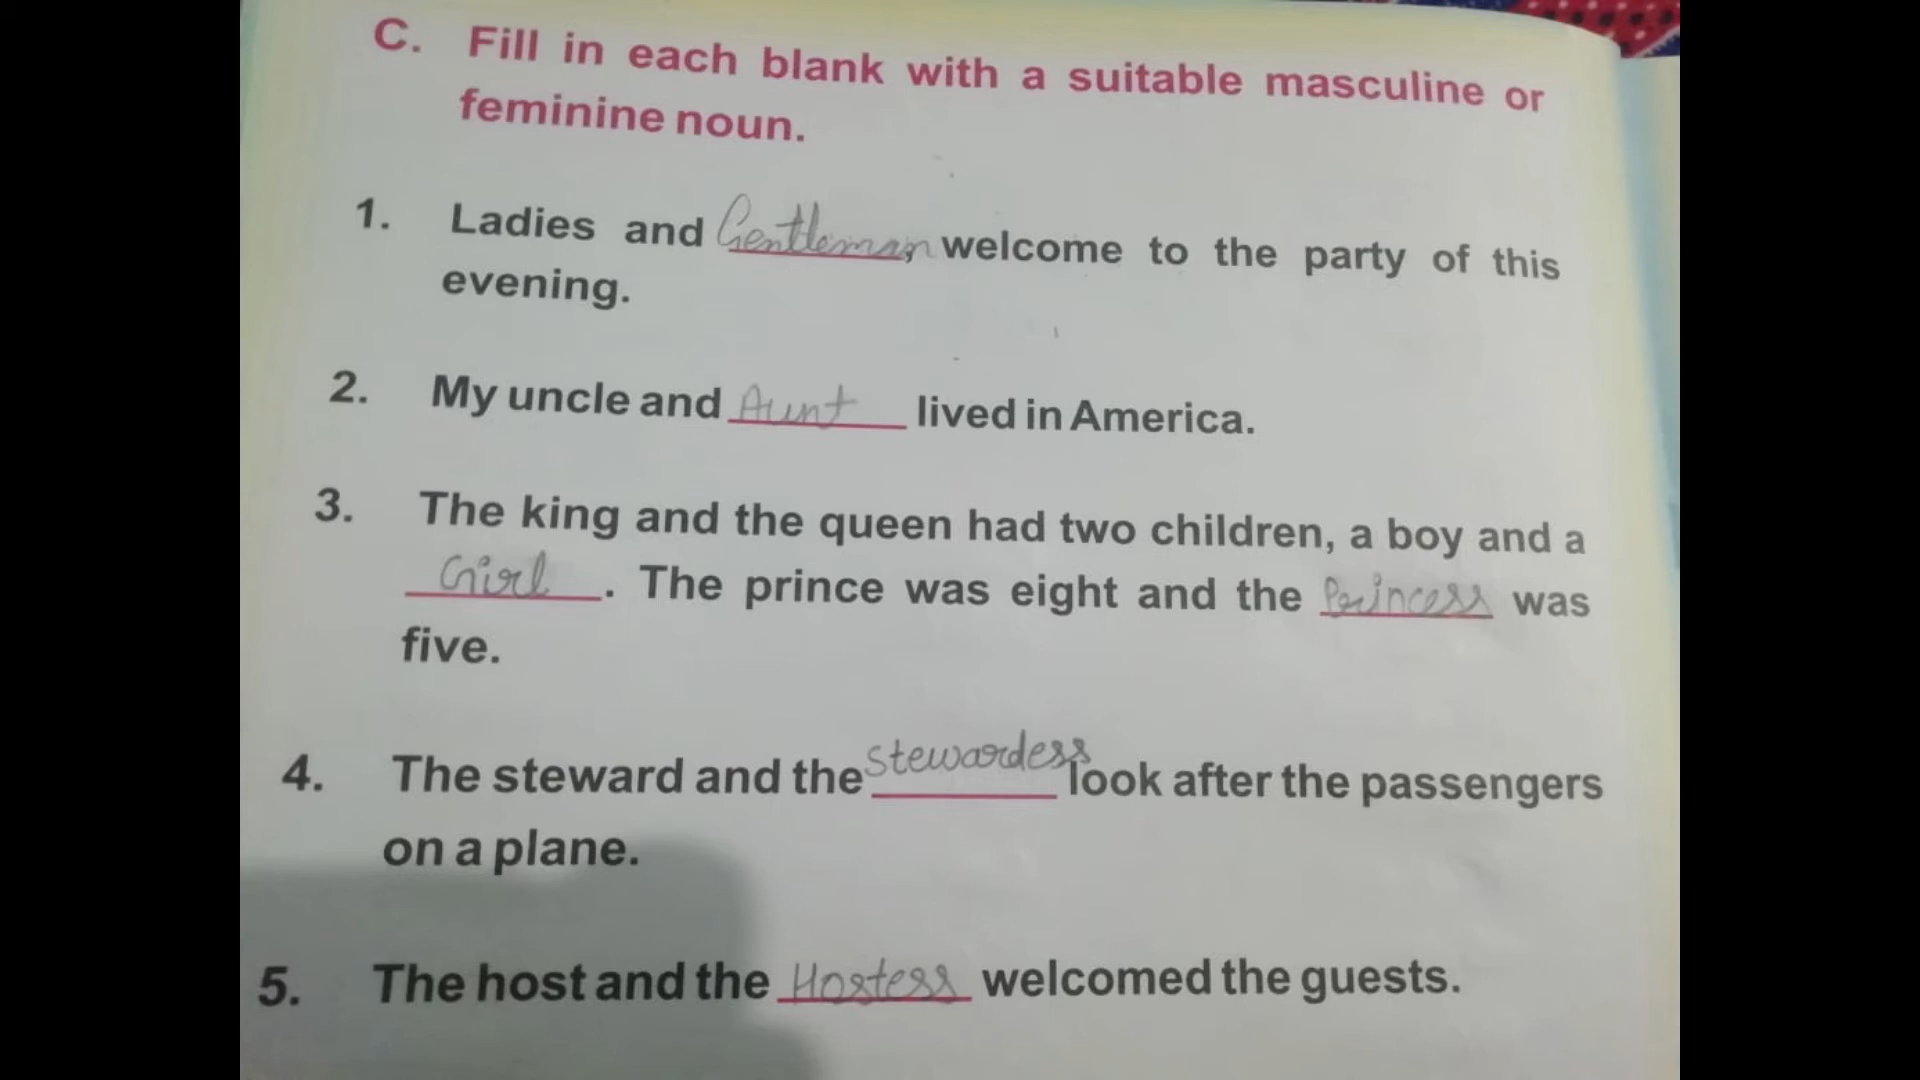 C. Fill in each blank with a suitable masculine or
feminine noun.
1. Ladies and Gentleman, welcome to the party of this
evening.
2. My uncle and Aunt lived in America.
3. The king and the queen had two children, a boy and a
Girl. The prince was eight and the Princess was
five.
4. The steward and the stewardess look after the passengers
on a plane.
5. The host and the Hostess welcomed the guests.